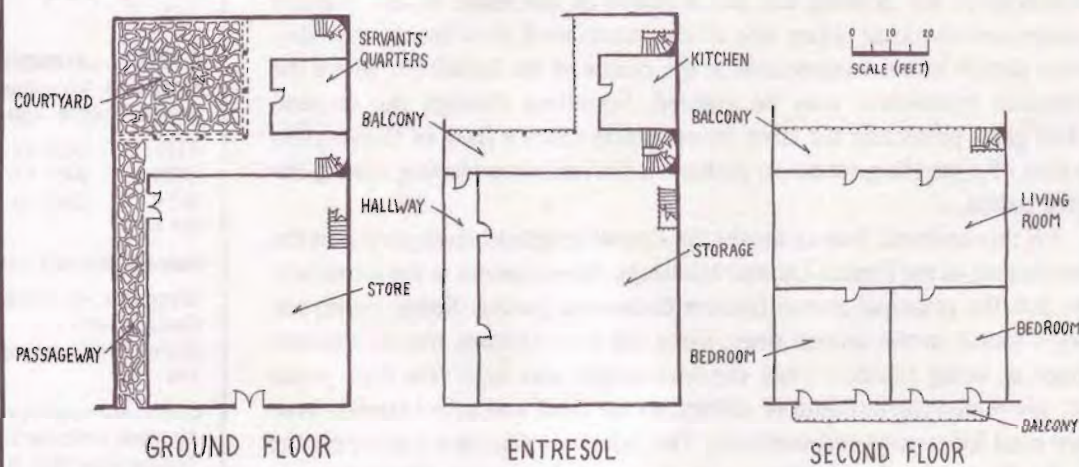 COURTYARD
SERVANTS'
QUARTERS
BALCONY
HALLWAY
STORE
PASSAGEWAY
GROUND FLOOR
KITCHEN
BALCONY
STORAGE
BEDROOM
ENTRESOL
0 10 20
SCALE (FEET)
LIVING
ROOM
BEDROOM
BALCONY
SECOND FLOOR